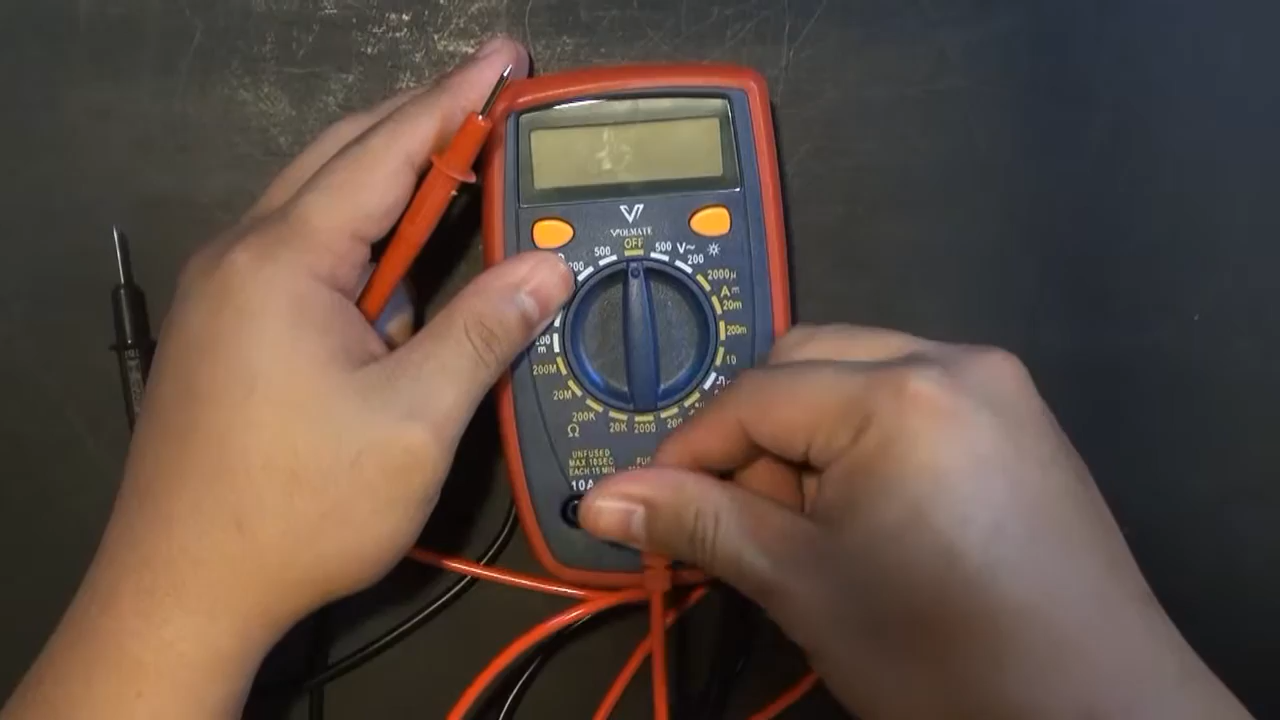 VOLMATE
OFF
500
500
V~
200
200
2000µ
A
20m
200m
10
200
m
200M
20M
200K
Ω
20K
2000
UNFUSED
MAX 10SEC
EACH 15 MIN
10A